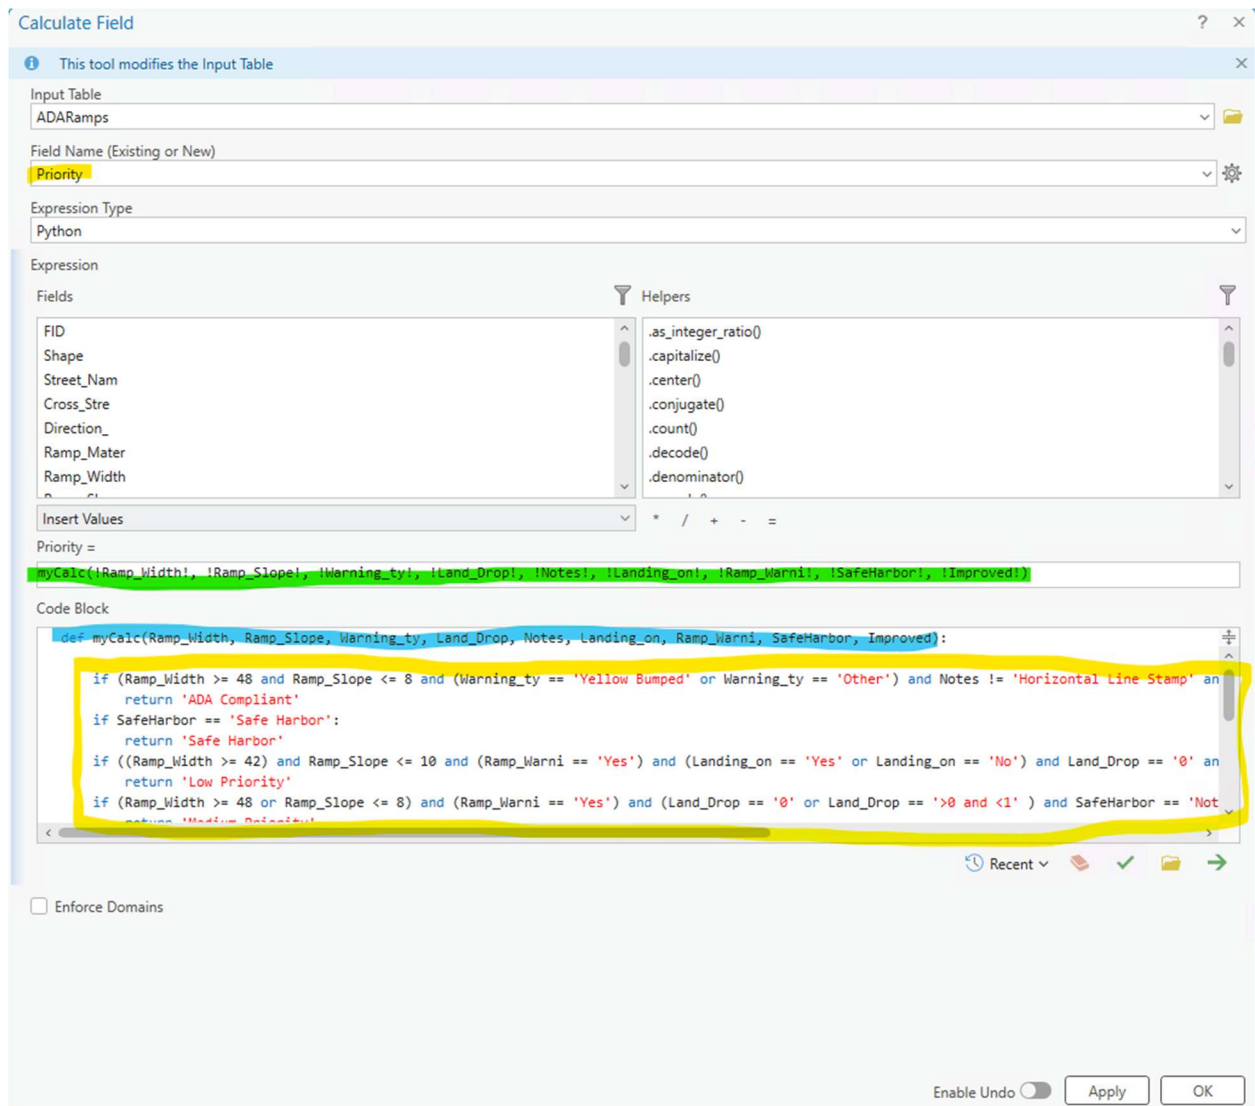 Calculate Field ? ×
This tool modifies the Input Table ×
Input Table
ADARamps
Field Name (Existing or New)
Priority
Expression Type
Python
Expression
Fields
Helpers
FID
Shape
Street_Nam
Cross_Stre
Direction_
Ramp_Mater
Ramp_Width
.as_integer_ratio()
.capitalize()
.center()
.conjugate()
.count()
.decode()
.denominator()
Insert Values
* / + - =
Priority =
myCalc(!Ramp_Width!, !Ramp_Slope!, !Warning_ty!, !Land_Drop!, !Notes!, !Landing_on!, !Ramp_Warni!, !SafeHarbor!, !Improved!)
Code Block
def myCalc(Ramp_Width, Ramp_Slope, Warning_ty, Land_Drop, Notes, Landing_on, Ramp_Warni, SafeHarbor, Improved):
if (Ramp_Width >= 48 and Ramp_Slope <= 8 and (Warning_ty == 'Yellow Bumped' or Warning_ty == 'Other') and Notes != 'Horizontal Line Stamp' an
return 'ADA Compliant'
if SafeHarbor == 'Safe Harbor':
return 'Safe Harbor'
if ((Ramp_Width >= 42) and Ramp_Slope <= 10 and (Ramp_Warni == 'Yes') and (Landing_on == 'Yes' or Landing_on == 'No') and Land_Drop == '0' an
return 'Low Priority'
if (Ramp_Width >= 48 or Ramp_Slope <= 8) and (Ramp_Warni == 'Yes') and (Land_Drop == '0' or Land_Drop == '>0 and <1' ) and SafeHarbor == 'Not
return 'Medium Priority'
Recent
Enforce Domains
Enable Undo
Apply
OK